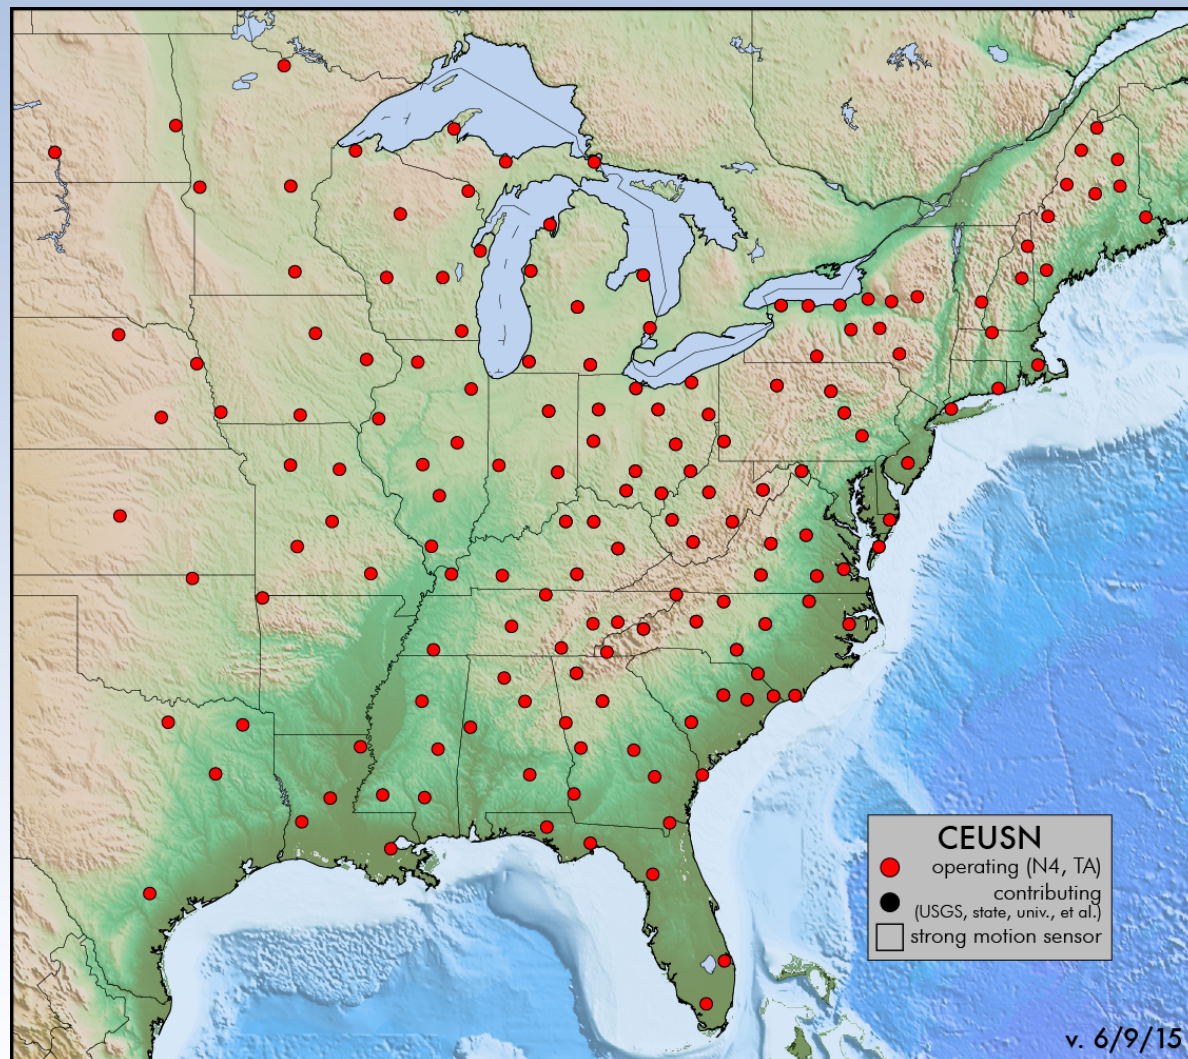 CEUSN
operating (N4, TA)
contributing
(USGS, state, univ., et al.)
strong motion sensor
v. 6/9/15